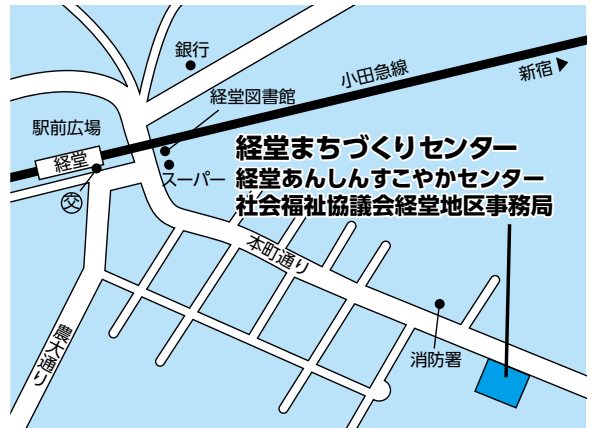 銀行
小田急線
新宿
経堂図書館
駅前広場
経堂
スーパー
経堂まちづくりセンター
経堂あんしんすこやかセンター
社会福祉協議会経堂地区事務局
交
本町通り
農大通り
消防署